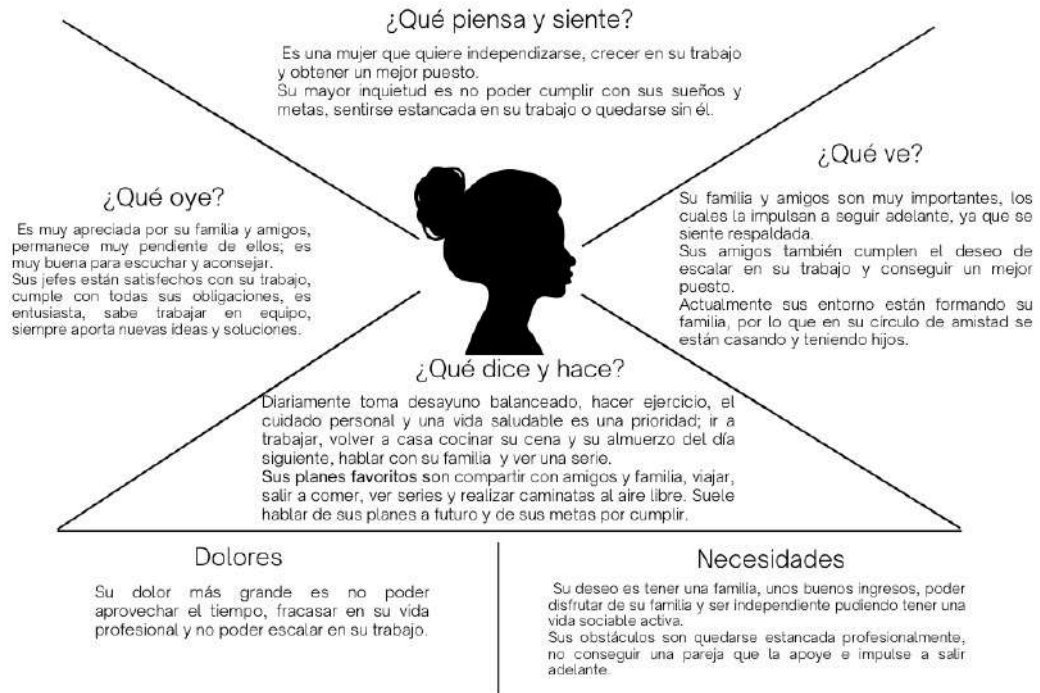 ¿Qué piensa y siente?
Es una mujer que quiere independizarse, crecer en su trabajo
y obtener un mejor puesto.
Su mayor inquietud es no poder cumplir con sus sueños y
metas, sentirse estancada en su trabajo o quedarse sin él.
¿Qué oye?
Es muy apreciada por su familia y amigos,
permanece muy pendiente de ellos; es
muy buena para escuchar y aconsejar.
Sus jefes están satisfechos con su trabajo,
cumple con todas sus obligaciones, es
entusiasta, sabe trabajar en equipo,
siempre aporta nuevas ideas y soluciones.
¿Qué ve?
Su familia y amigos son muy importantes, los
cuales la impulsan a seguir adelante, ya que se
siente respaldada.
Sus amigos también cumplen el deseo de
escalar en su trabajo y conseguir un mejor
puesto.
Actualmente sus entorno están formando su
familia, por lo que en su círculo de amistad se
están casando y teniendo hijos.
¿Qué dice y hace?
Diariamente toma desayuno balanceado, hacer ejercicio, el
cuidado personal y una vida saludable es una prioridad; ir a
trabajar, volver a casa cocinar su cena y su almuerzo del día
siguiente, hablar con su familia y ver una serie.
Sus planes favoritos son compartir con amigos y familia, viajar,
salir a comer, ver series y realizar caminatas al aire libre. Suele
hablar de sus planes a futuro y de sus metas por cumplir.
Dolores
Su dolor más grande es no poder
aprovechar el tiempo, fracasar en su vida
profesional y no poder escalar en su trabajo.
Necesidades
Su deseo es tener una familia, unos buenos ingresos, poder
disfrutar de su familia y ser independiente pudiendo tener una
vida sociable activa.
Sus obstáculos son quedarse estancada profesionalmente,
no conseguir una pareja que la apoye e impulse a salir
adelante.